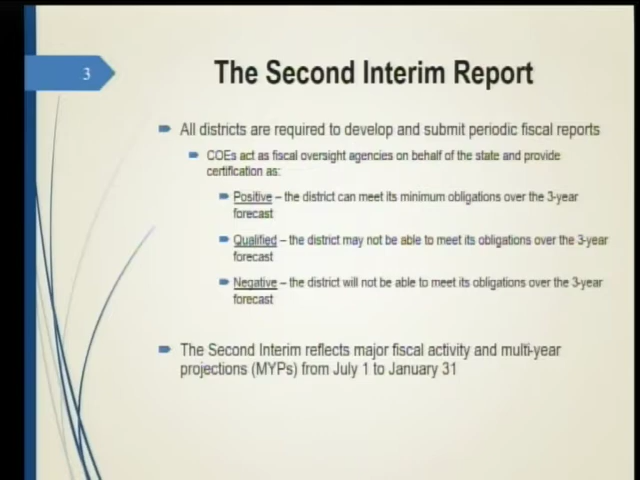 3
The Second Interim Report
All districts are required to develop and submit periodic fiscal reports
COEs act as fiscal oversight agencies on behalf of the state and provide
certification as:
Positive – the district can meet its minimum obligations over the 3-year
forecast
Qualified – the district may not be able to meet its obligations over the 3-year
forecast
Negative – the district will not be able to meet its obligations over the 3-year
forecast
The Second Interim reflects major fiscal activity and multi-year
projections (MYPs) from July 1 to January 31